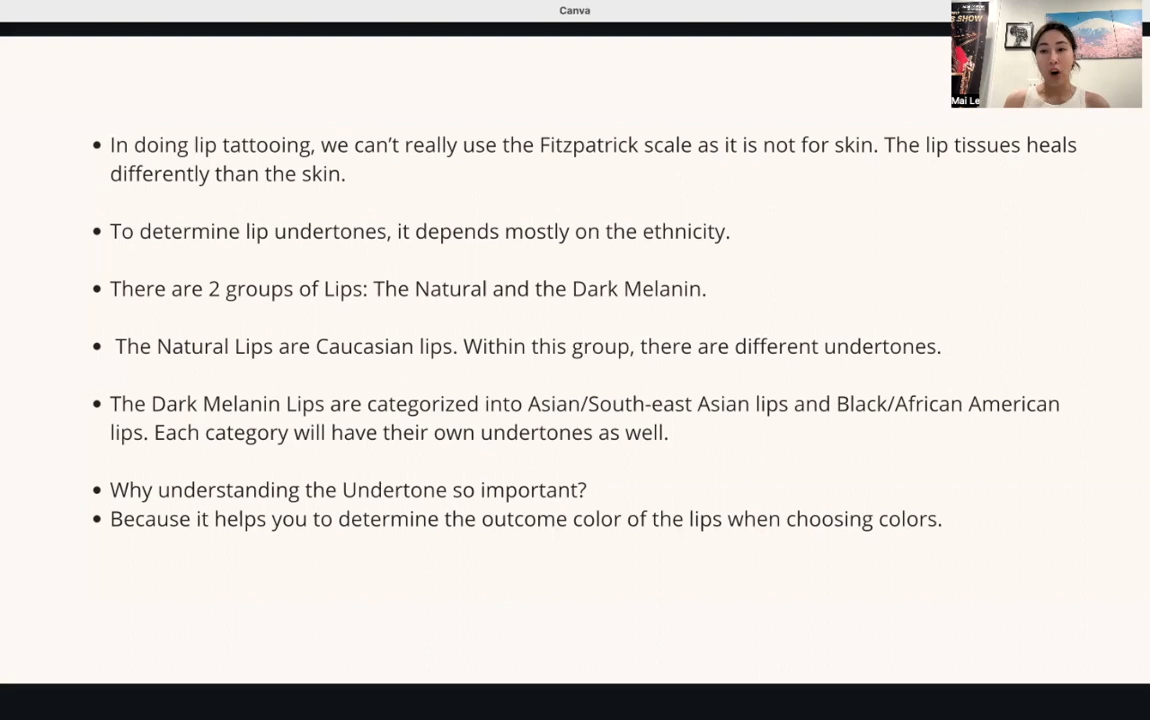 Canva
S SHOW
Mai Le
• In doing lip tattooing, we can’t really use the Fitzpatrick scale as it is not for skin. The lip tissues heals
differently than the skin.
• To determine lip undertones, it depends mostly on the ethnicity.
• There are 2 groups of Lips: The Natural and the Dark Melanin.
• The Natural Lips are Caucasian lips. Within this group, there are different undertones.
• The Dark Melanin Lips are categorized into Asian/South-east Asian lips and Black/African American
lips. Each category will have their own undertones as well.
• Why understanding the Undertone so important?
• Because it helps you to determine the outcome color of the lips when choosing colors.